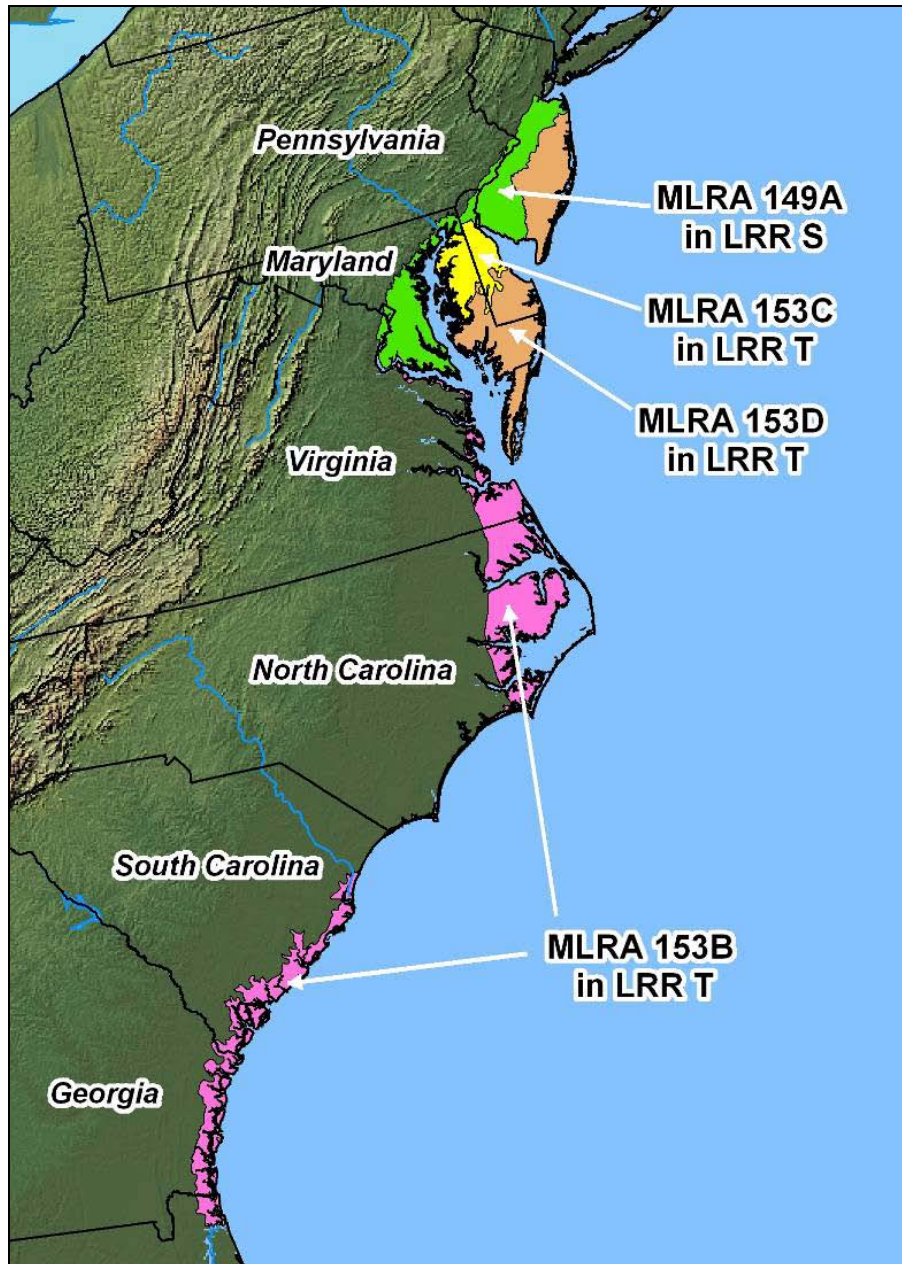 Pennsylvania
MLRA 149A
in LRR S
Maryland
MLRA 153C
in LRR T
MLRA 153D
in LRR T
Virginia
North Carolina
South Carolina
MLRA 153B
in LRR T
Georgia